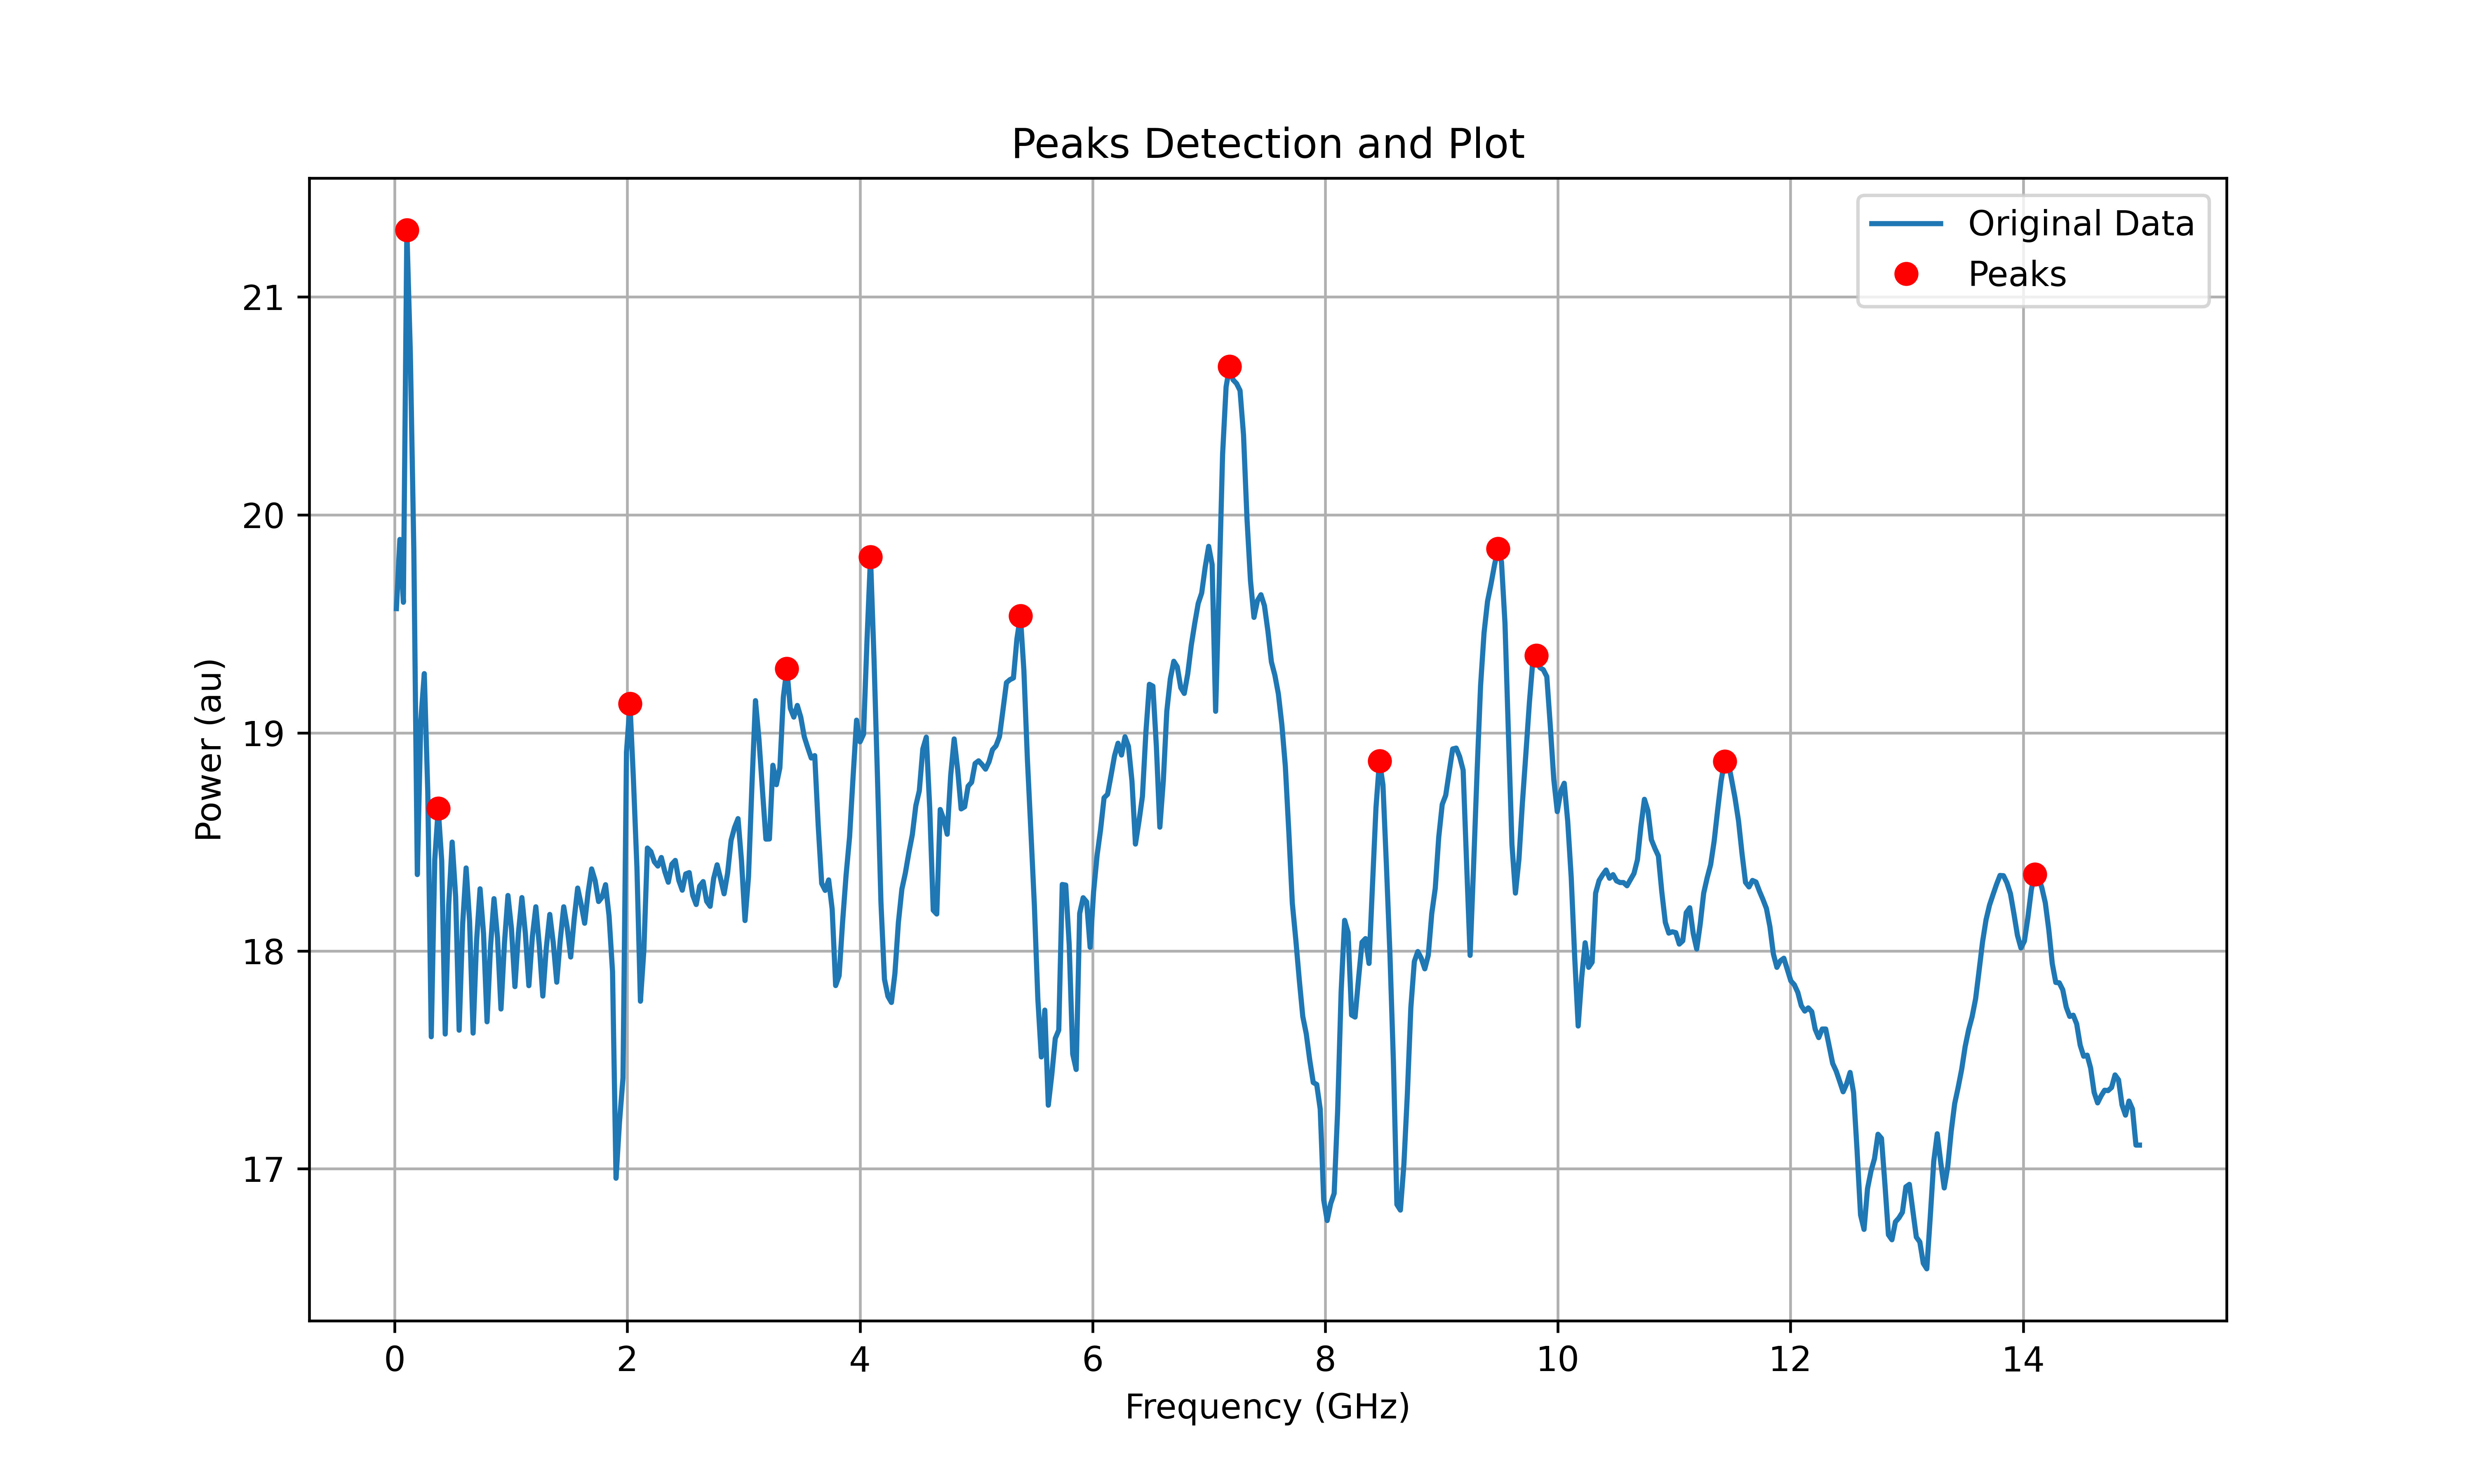 Peaks Detection and Plot
Original Data
Peaks
Power (au)
21
20
19
18
17
0 2 4 6 8 10 12 14
Frequency (GHz)